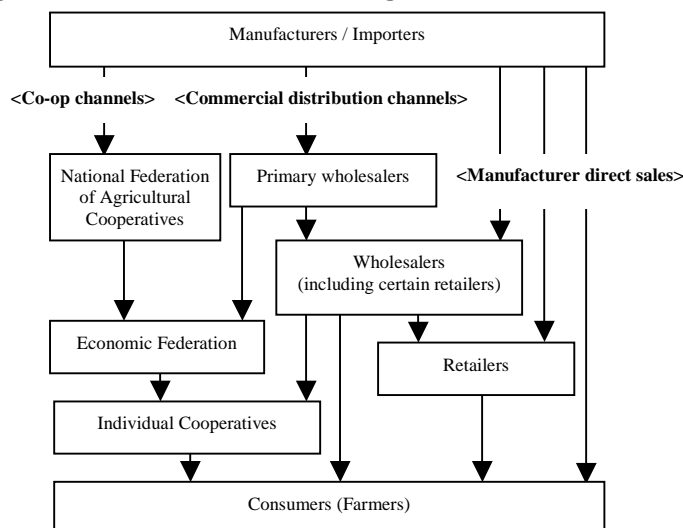 Manufacturers / Importers
<Co-op channels>
<Commercial distribution channels>
National Federation
of Agricultural
Cooperatives
Primary wholesalers
<Manufacturer direct sales>
Wholesalers
(including certain retailers)
Economic Federation
Retailers
Individual Cooperatives
Consumers (Farmers)